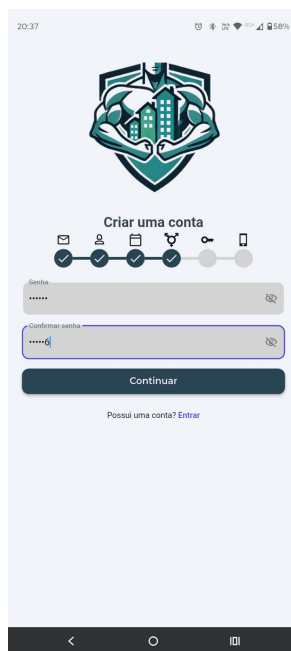 20:37
58%
Criar uma conta
Senha
••••••
Confirmar senha
•••••6
Continuar
Possui uma conta? Entrar